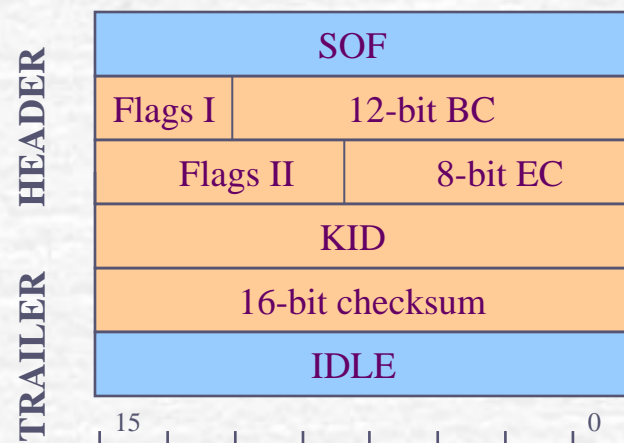 HEADER
TRAILER
SOF
Flags I 12-bit BC
Flags II 8-bit EC
KID
16-bit checksum
IDLE
15 0